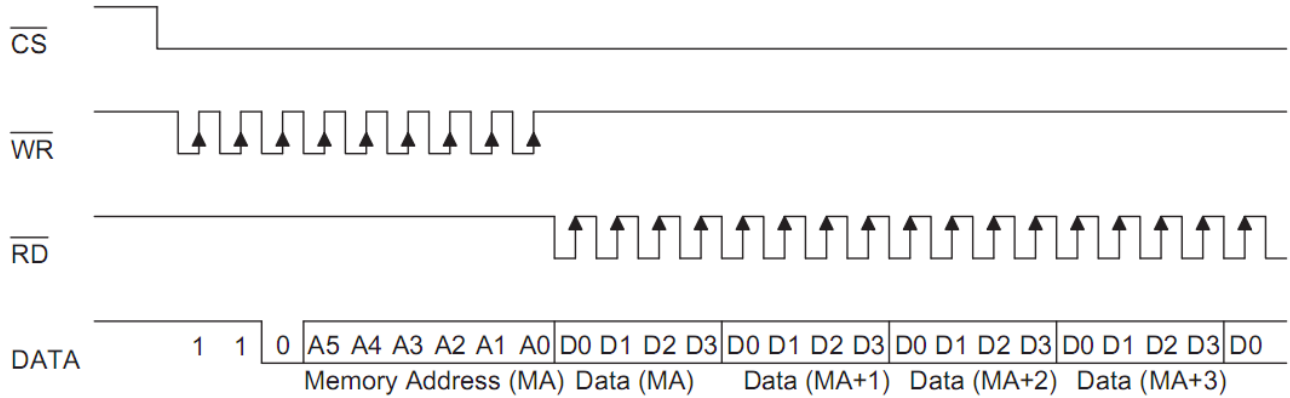 CS
WR
RD
DATA 1 1 0 A5 A4 A3 A2 A1 A0 D0 D1 D2 D3 D0 D1 D2 D3 D0 D1 D2 D3 D0 D1 D2 D3 D0
Memory Address (MA) Data (MA) Data (MA+1) Data (MA+2) Data (MA+3)